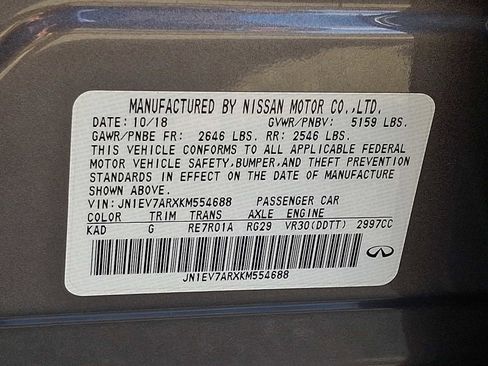 MANUFACTURED BY NISSAN MOTOR CO.,LTD.
DATE: 10/18 GVWR/PNBV: 5159 LBS.
GAWR/PNBE FR: 2646 LBS. RR: 2546 LBS.
THIS VEHICLE CONFORMS TO ALL APPLICABLE FEDERAL
MOTOR VEHICLE SAFETY,BUMPER,AND THEFT PREVENTION
STANDARDS IN EFFECT ON THE DATE OF MANUFACTURE
SHOWN ABOVE.
VIN: JN1EV7ARXKM554688 PASSENGER CAR
COLOR TRIM TRANS AXLE ENGINE
KAD G RE7R01A RG29 VR30(DDTT) 2997CC
JN1EV7ARXKM554688